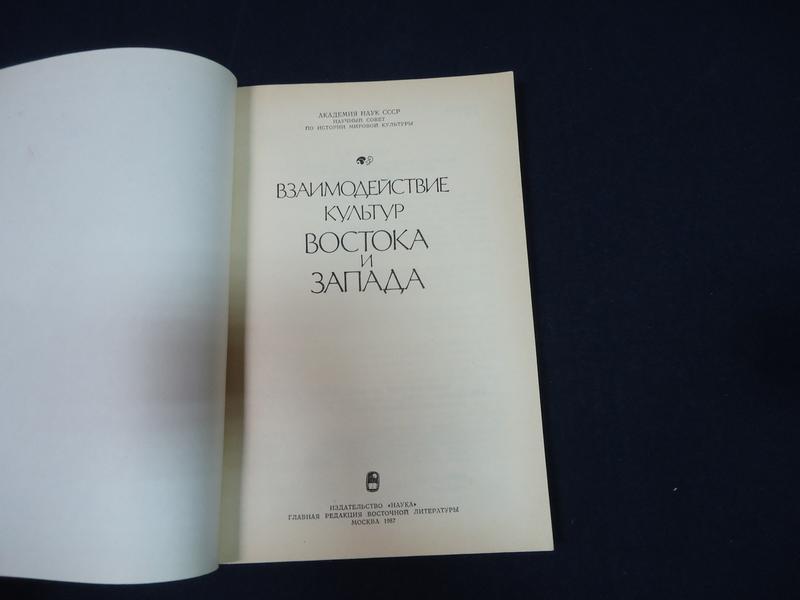 АКАДЕМИЯ НАУК СССР
НАУЧНЫЙ СОВЕТ
ПО ИСТОРИИ МИРОВОЙ КУЛЬТУРЫ
ВЗАИМОДЕЙСТВИЕ
КУЛЬТУР
ВОСТОКА
И
ЗАПАДА
ИЗДАТЕЛЬСТВО «НАУКА»
ГЛАВНАЯ РЕДАКЦИЯ ВОСТОЧНОЙ ЛИТЕРАТУРЫ
МОСКВА 1987